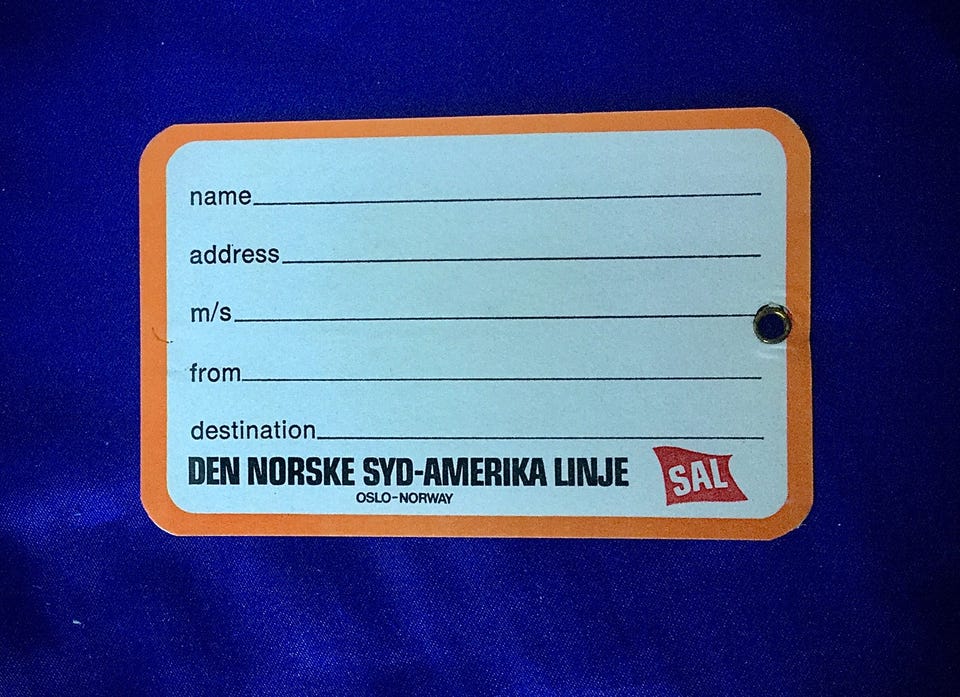 name
address
m/s
from
destination
DEN NORSKE SYD-AMERIKA LINJE
OSLO-NORWAY
SAL